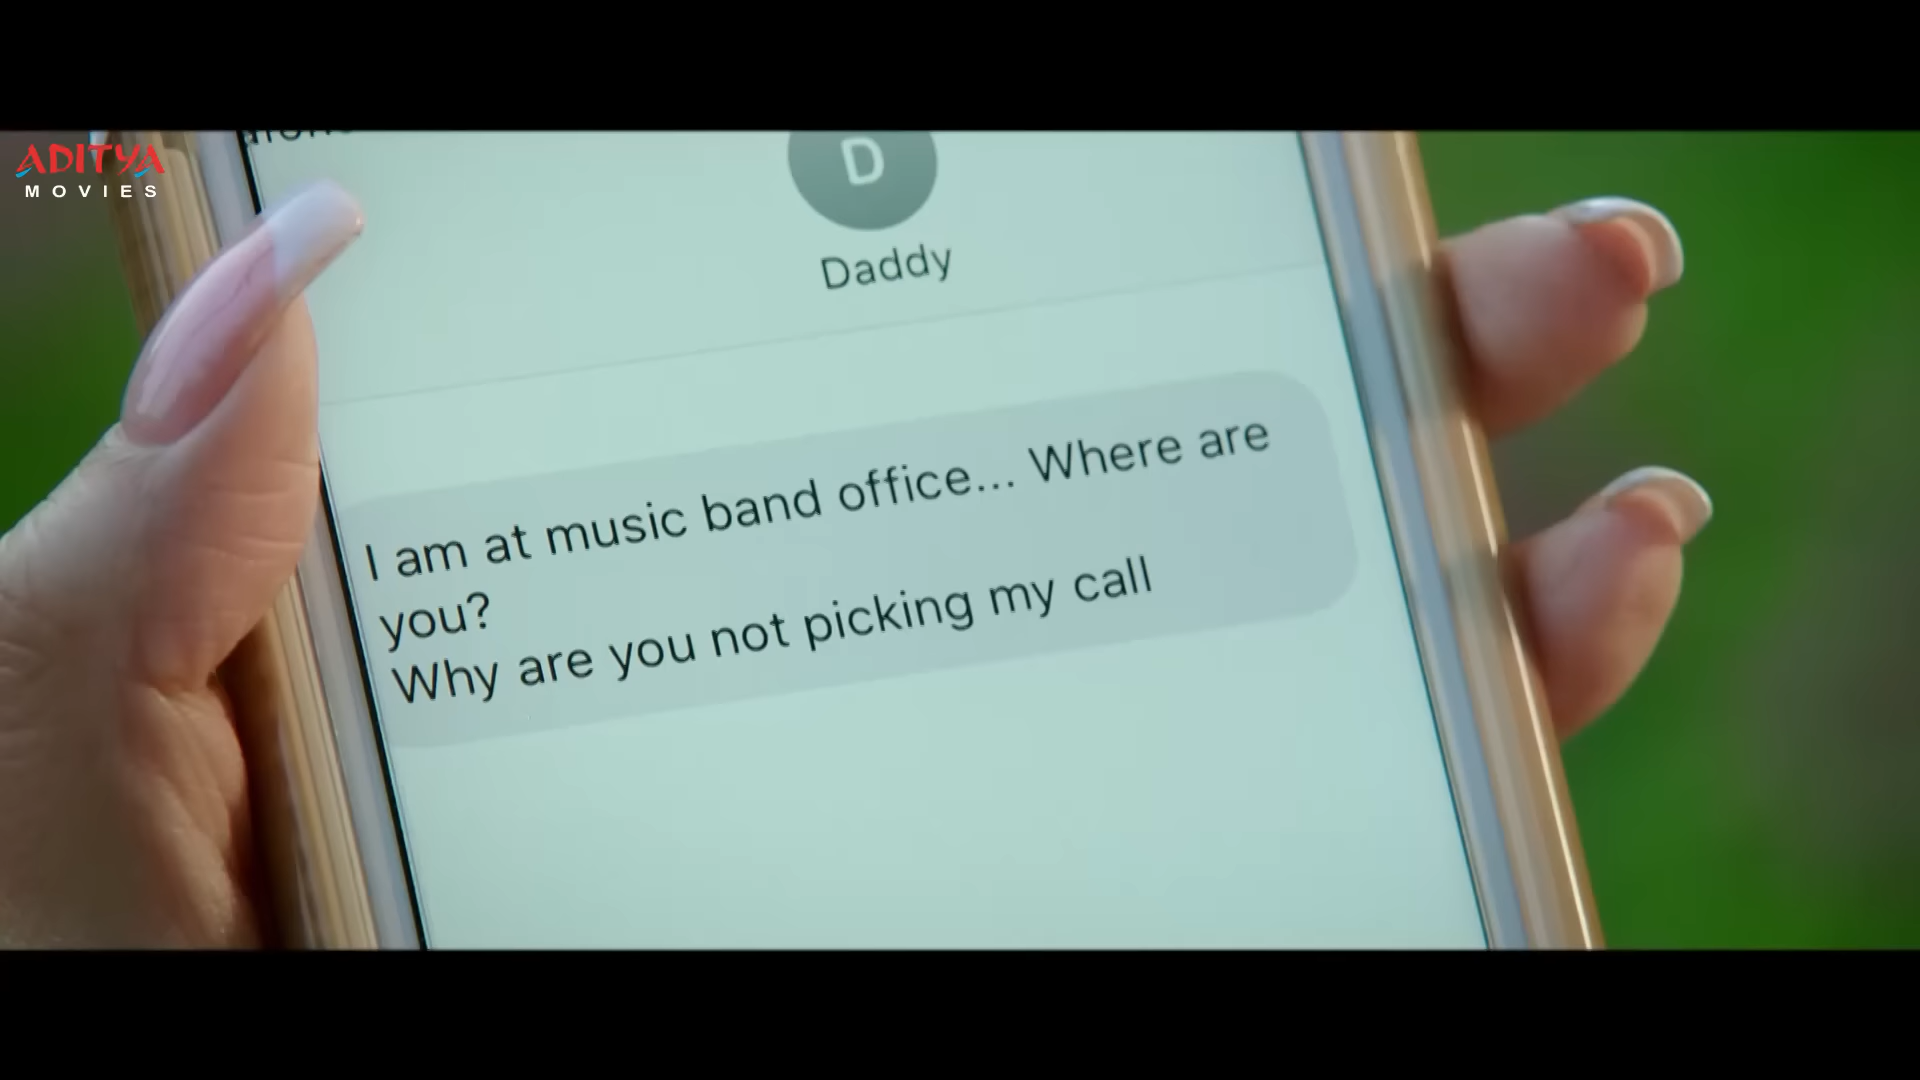 ADITYA
MOVIES
D
Daddy
I am at music band office... Where are
you?
Why are you not picking my call